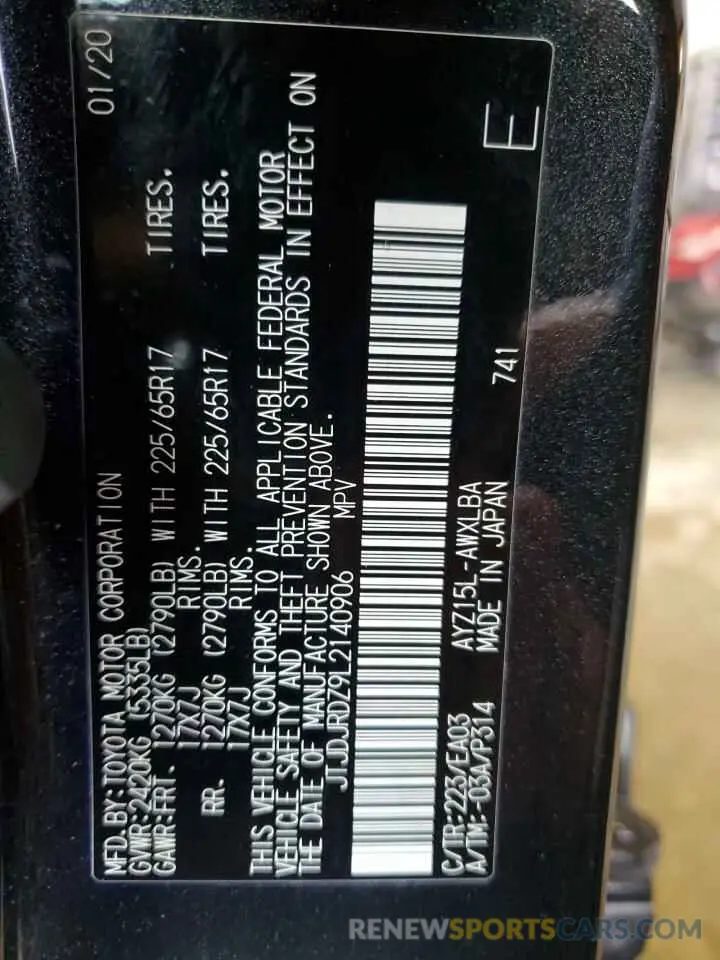 MFD. BY: TOYOTA MOTOR CORPORATION 01/20
GVWR: 2420KG (5335LB)
GAWR: FRT. 1270KG (2790LB) WITH 225/65R17 TIRES.
17X7J RIMS.
RR. 1270KG (2790LB) WITH 225/65R17 TIRES.
17X7J RIMS.
THIS VEHICLE CONFORMS TO ALL APPLICABLE FEDERAL MOTOR
VEHICLE SAFETY AND THEFT PREVENTION STANDARDS IN EFFECT ON
THE DATE OF MANUFACTURE SHOWN ABOVE.
JTJDJRDZ9L2140906 MPV
C/TR: 223/EA03 AYZ15L-AWXLBA 741 E
A/TM: -03A/P314 MADE IN JAPAN
RENEWSPORTSCARS.COM